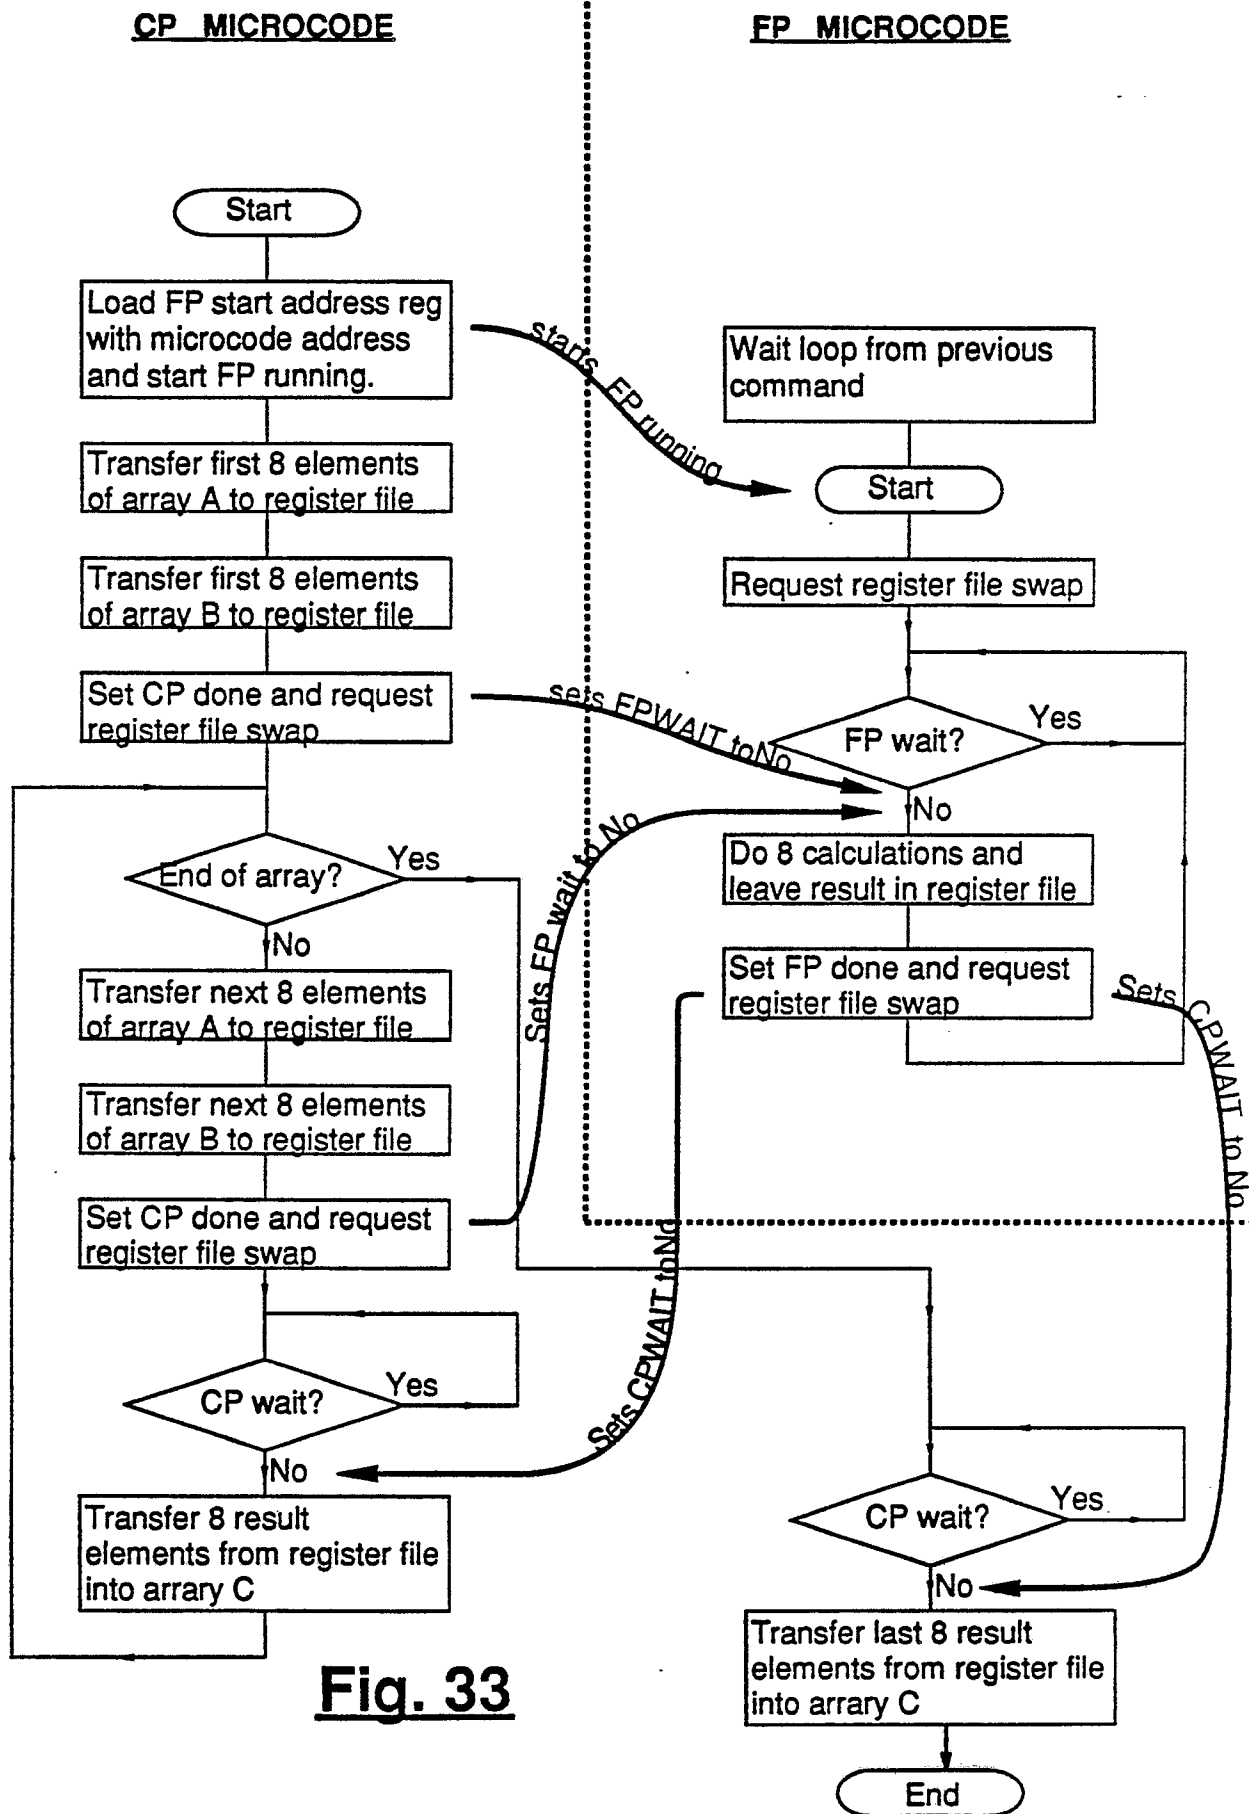 CP MICROCODE
FP MICROCODE
Start
Load FP start address reg
with microcode address
and start FP running.
starts FP running
Wait loop from previous
command
Start
Transfer first 8 elements
of array A to register file
Transfer first 8 elements
of array B to register file
Request register file swap
Set CP done and request
register file swap
sets FPWAIT toNo
FP wait?
Yes
No
End of array?
Yes
No
Sets FP wait to No
Do 8 calculations and
leave result in register file
Set FP done and request
register file swap
Sets CPWAIT to No
Transfer next 8 elements
of array A to register file
Transfer next 8 elements
of array B to register file
Set CP done and request
register file swap
Sets CPWAIT toNo
CP wait?
Yes
No
Transfer 8 result
elements from register file
into arrary C
CP wait?
Yes
No
Transfer last 8 result
elements from register file
into arrary C
End
Fig. 33